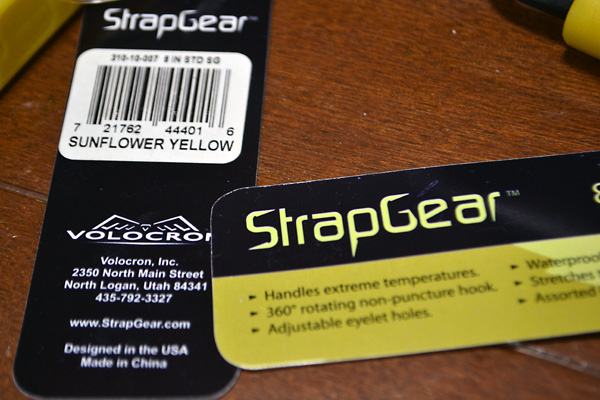 StrapGear
310-10-007 8 IN STD SG
7 21762 44401 6
SUNFLOWER YELLOW
VOLOCRON
Volocron, Inc.
2350 North Main Street
North Logan, Utah 84341
435-792-3327
www.StrapGear.com
Designed in the USA
Made in China
StrapGear™
Handles extreme temperatures.
360° rotating non-puncture hook.
Adjustable eyelet holes.
Waterproof
Stretches
Assorted